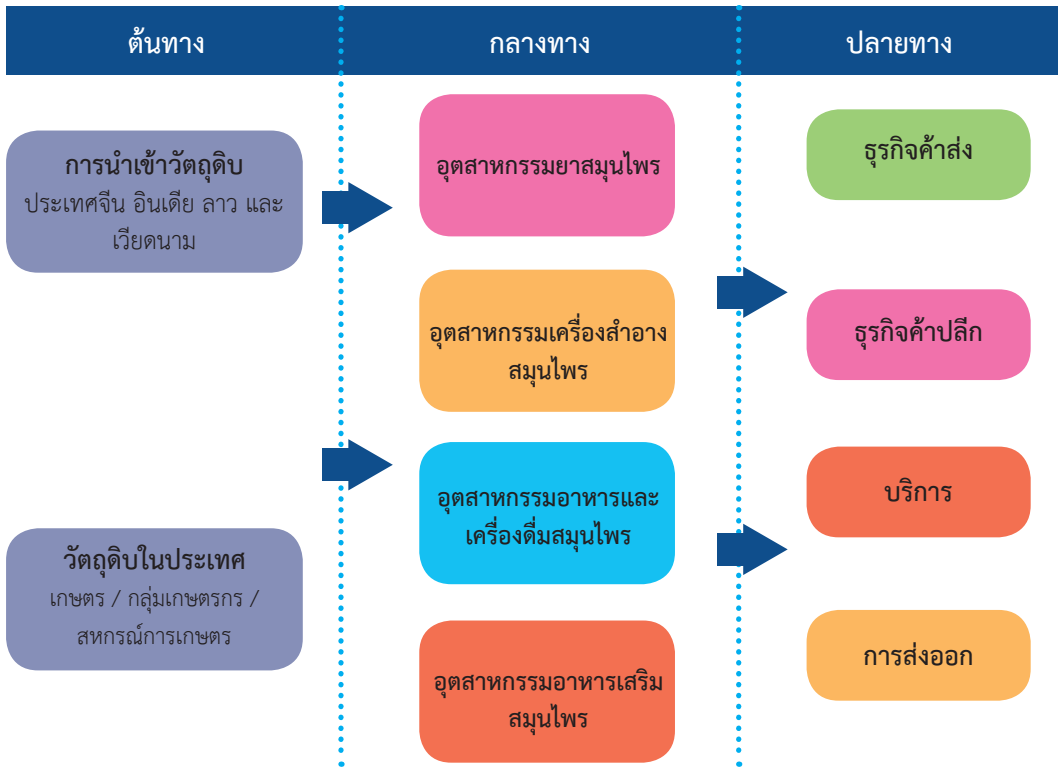 ต้นทาง
กลางทาง
ปลายทาง
การนำเข้าวัตถุดิบ
ประเทศจีน อินเดีย ลาว และ
เวียดนาม
วัตถุดิบในประเทศ
เกษตร / กลุ่มเกษตรกร /
สหกรณ์การเกษตร
อุตสาหกรรมยาสมุนไพร
อุตสาหกรรมเครื่องสำอาง
สมุนไพร
อุตสาหกรรมอาหารและ
เครื่องดื่มสมุนไพร
อุตสาหกรรมอาหารเสริม
สมุนไพร
ธุรกิจค้าส่ง
ธุรกิจค้าปลีก
บริการ
การส่งออก